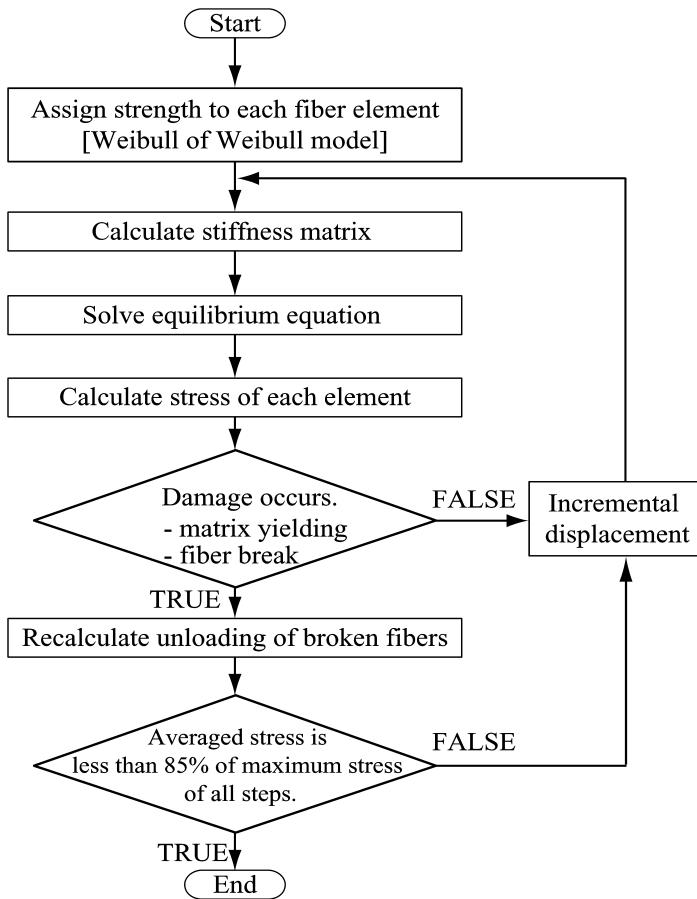 Start
Assign strength to each fiber element
[Weibull of Weibull model]
Calculate stiffness matrix
Solve equilibrium equation
Calculate stress of each element
Damage occurs.
- matrix yielding
- fiber break
FALSE
Incremental
displacement
TRUE
Recalculate unloading of broken fibers
Averaged stress is
less than 85% of maximum stress
of all steps.
FALSE
TRUE
End